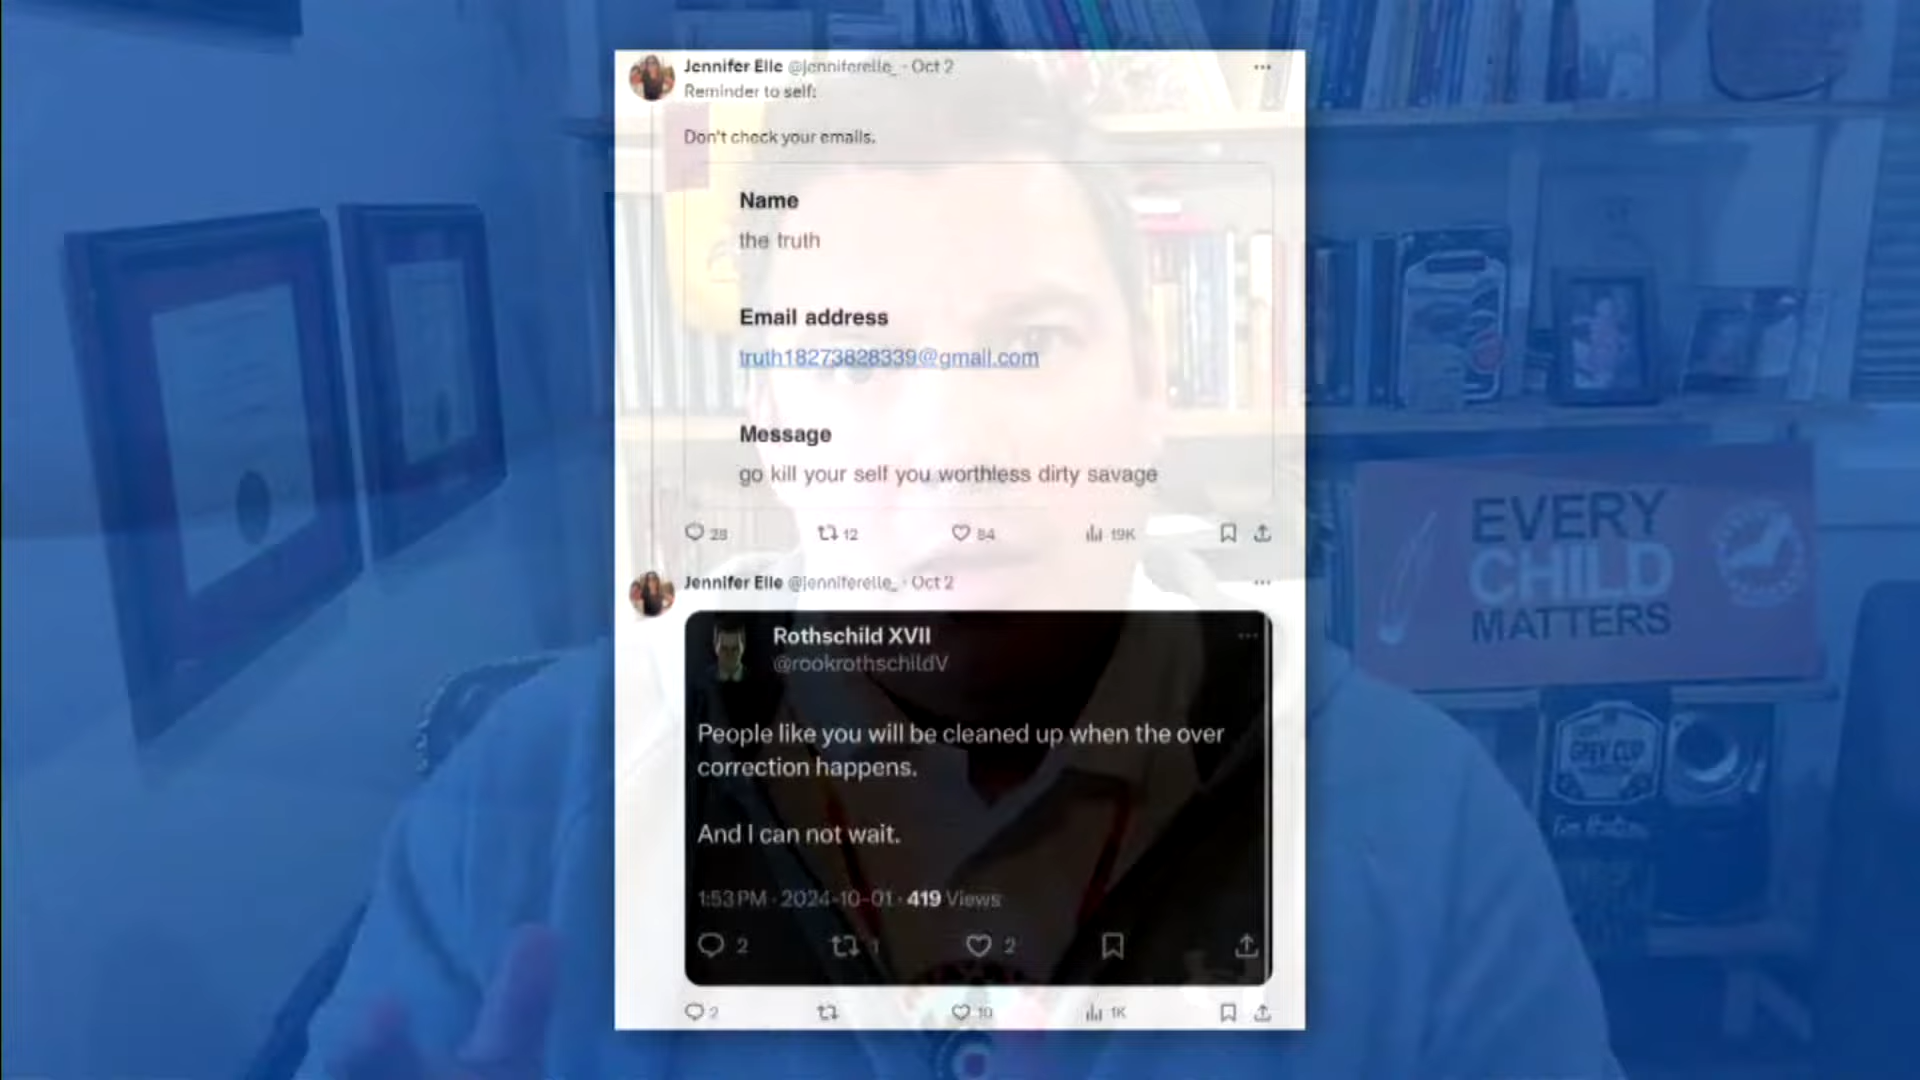 Jennifer Elle @jenniferelle_ · Oct 2
Reminder to self:
Don't check your emails.
Name
the truth
Email address
truth18273828339@gmail.com
Message
go kill your self you worthless dirty savage
28 12 84 19K
Jennifer Elle @jenniferelle_ · Oct 2
Rothschild XVII
@rookrothschildV
People like you will be cleaned up when the over
correction happens.
And I can not wait.
1:53 PM · 2024-10-01 · 419 Views
2 1 2
2 10 1K
EVERY
CHILD
MATTERS
GREY CUP